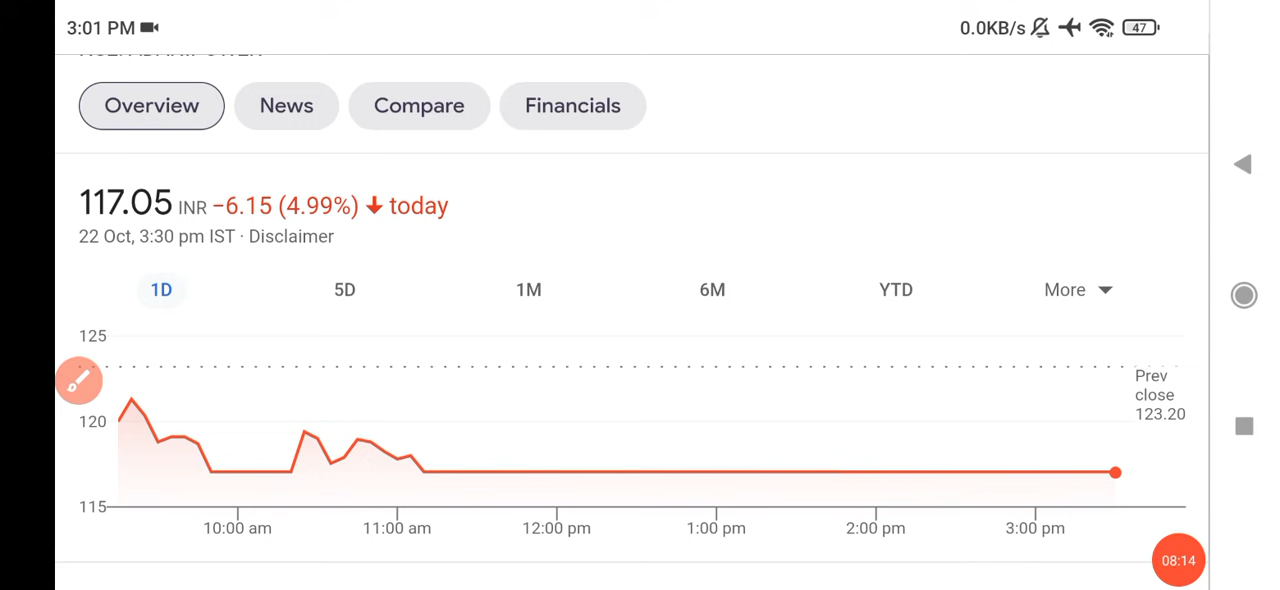 3:01 PM
0.0KB/s
47
Overview
News
Compare
Financials
117.05 INR −6.15 (4.99%) today
22 Oct, 3:30 pm IST · Disclaimer
1D
5D
1M
6M
YTD
More
125
120
115
Prev
close
123.20
10:00 am
11:00 am
12:00 pm
1:00 pm
2:00 pm
3:00 pm
08:14